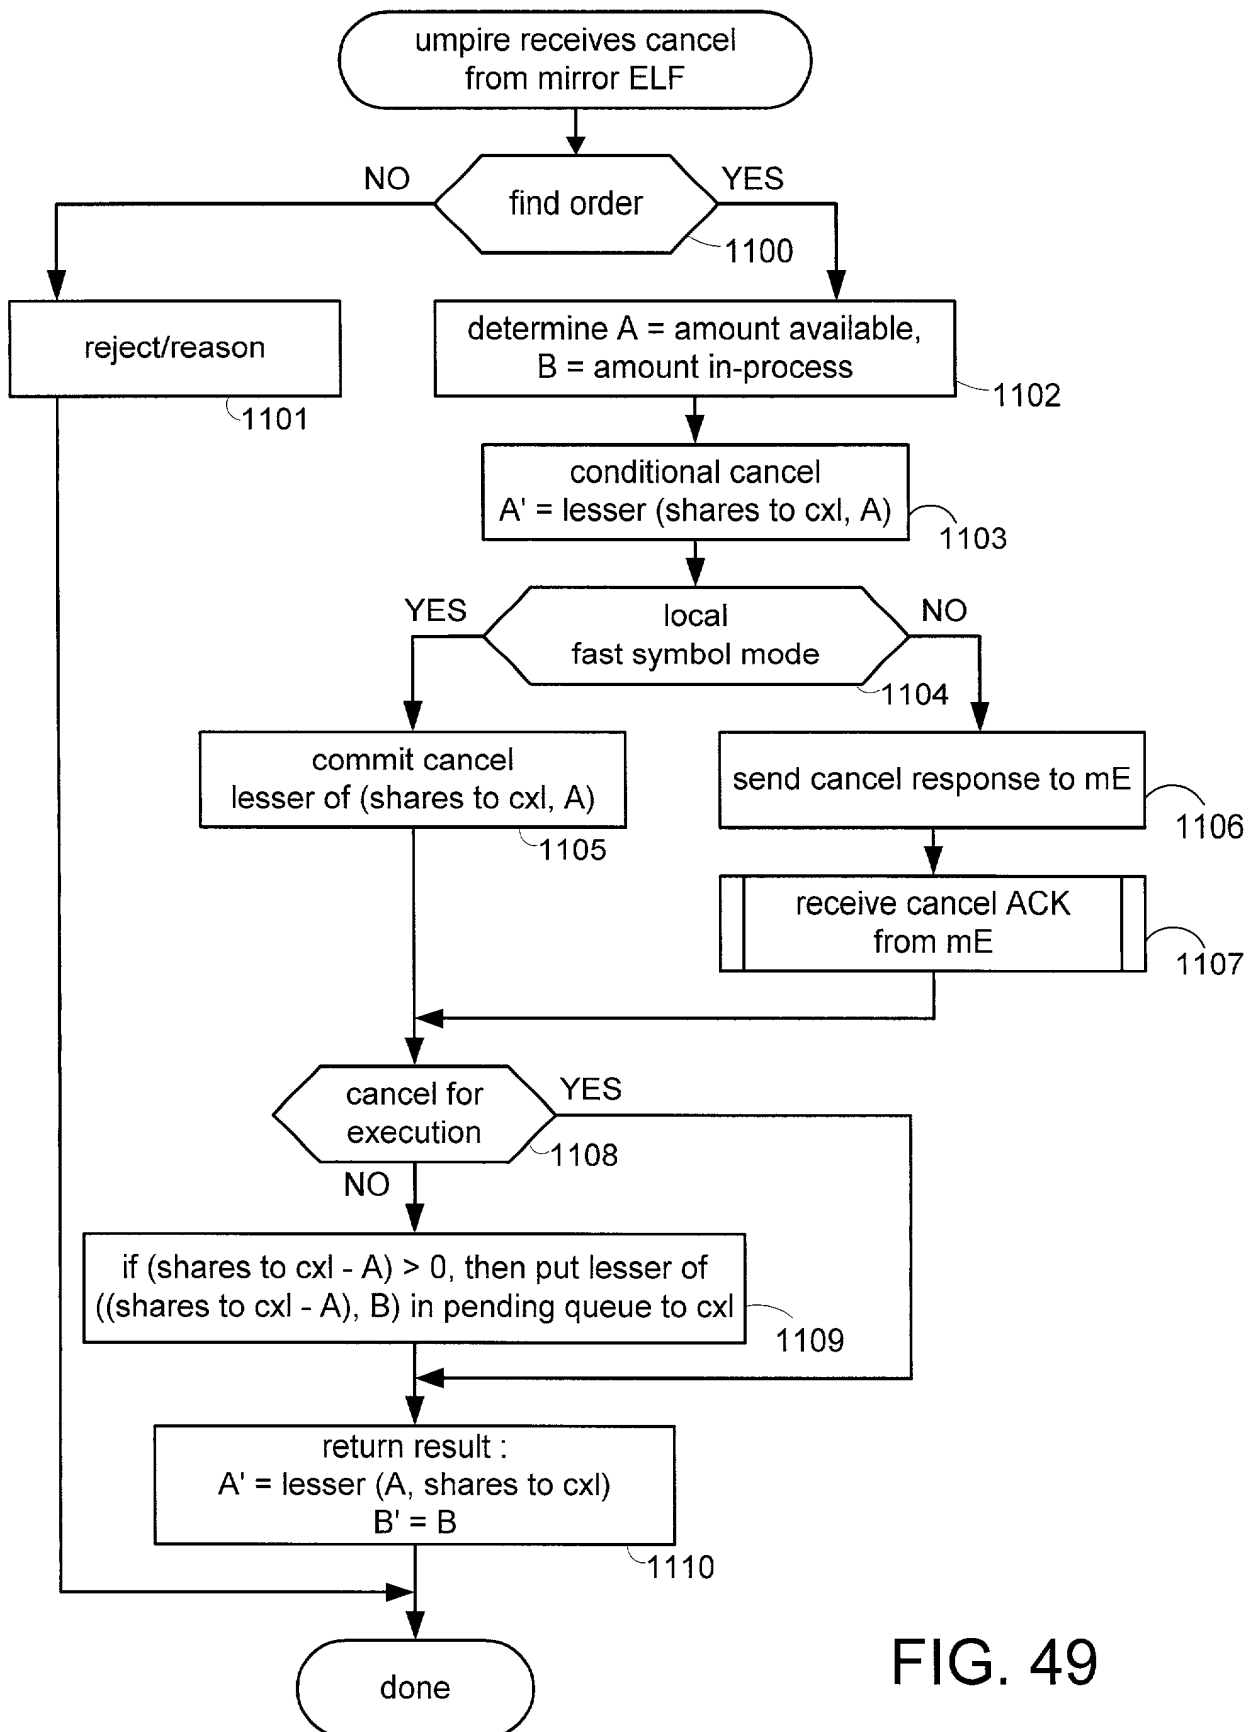 umpire receives cancel
from mirror ELF
NO
YES
find order
1100
reject/reason
1101
determine A = amount available,
B = amount in-process
1102
conditional cancel
A' = lesser (shares to cxl, A)
1103
YES
local
fast symbol mode
NO
1104
commit cancel
lesser of (shares to cxl, A)
1105
send cancel response to mE
1106
receive cancel ACK
from mE
1107
cancel for
execution
YES
1108
NO
if (shares to cxl - A) > 0, then put lesser of
((shares to cxl - A), B) in pending queue to cxl
1109
return result :
A' = lesser (A, shares to cxl)
B' = B
1110
done
FIG. 49